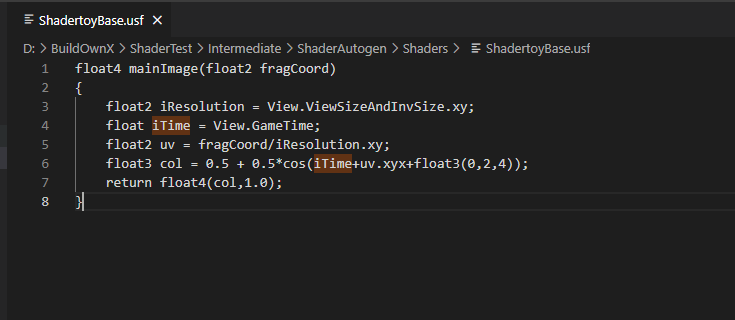 ShadertoyBase.usf ×
D: > BuildOwnX > ShaderTest > Intermediate > ShaderAutogen > Shaders > ShadertoyBase.usf
1 float4 mainImage(float2 fragCoord)
2 {
3     float2 iResolution = View.ViewSizeAndInvSize.xy;
4     float iTime = View.GameTime;
5     float2 uv = fragCoord/iResolution.xy;
6     float3 col = 0.5 + 0.5*cos(iTime+uv.xyx+float3(0,2,4));
7     return float4(col,1.0);
8 }